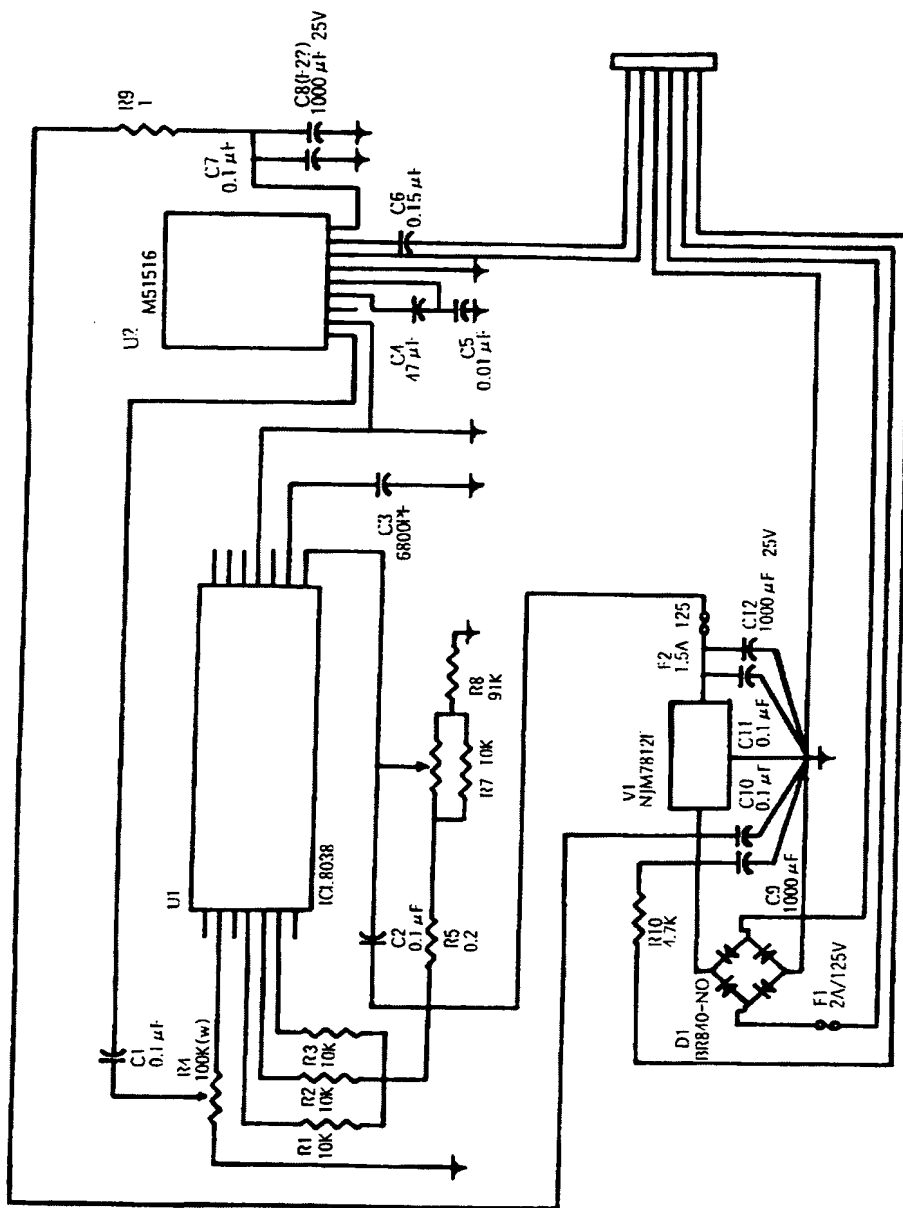 R9
1
C8(1-2?)
1000 µF 25V
C7
0.1 µF
C6
0.15 µF
U2
M51516
C4
47 µF
C5
0.01 µF
C3
6800PF
U1
ICL8038
C1
0.1 µF
R4
100K(w)
R3
10K
R2
10K
R1
10K
C2
0.1 µF
R5
0.2
R7 10K
R8
91K
F2
1.5A 125
C12
1000 µF 25V
C11
0.1 µF
V1
NJM7812F
C10
0.1 µF
C9
1000 µF
R10
4.7K
D1
BR840-NO
F1
2A/125V